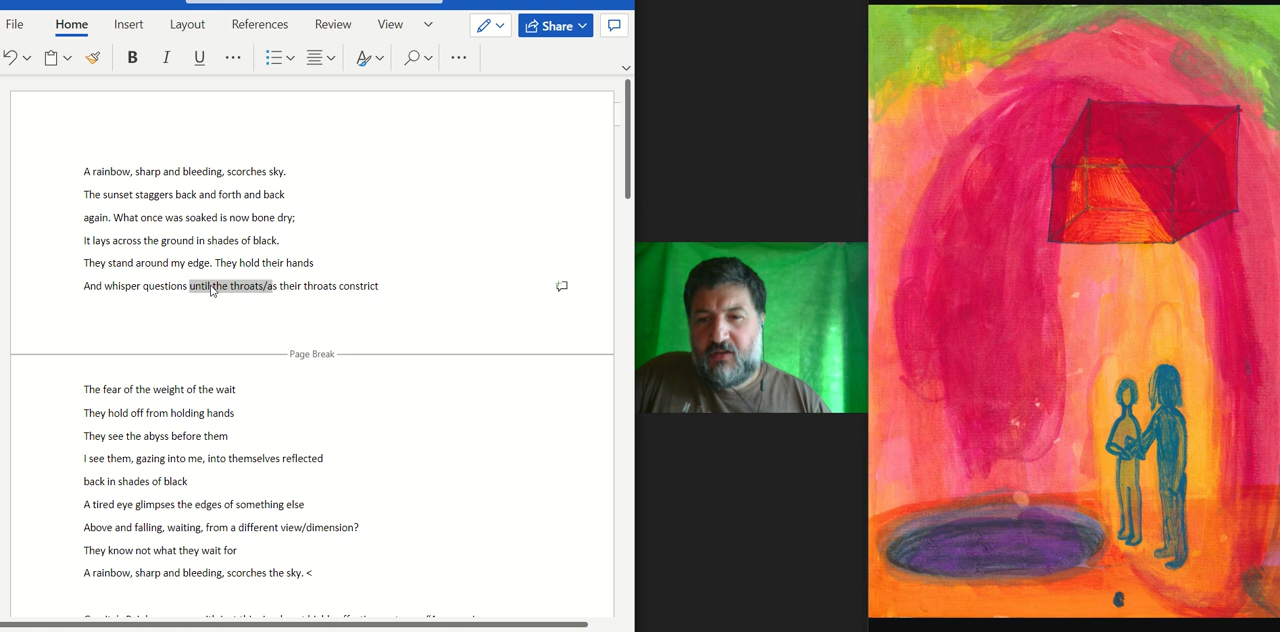 File Home Insert Layout References Review View Share
B I U
A rainbow, sharp and bleeding, scorches sky.
The sunset staggers back and forth and back
again. What once was soaked is now bone dry;
It lays across the ground in shades of black.
They stand around my edge. They hold their hands
And whisper questions until the throats/as their throats constrict
Page Break
The fear of the weight of the wait
They hold off from holding hands
They see the abyss before them
I see them, gazing into me, into themselves reflected
back in shades of black
A tired eye glimpses the edges of something else
Above and falling, waiting, from a different view/dimension?
They know not what they wait for
A rainbow, sharp and bleeding, scorches the sky. <